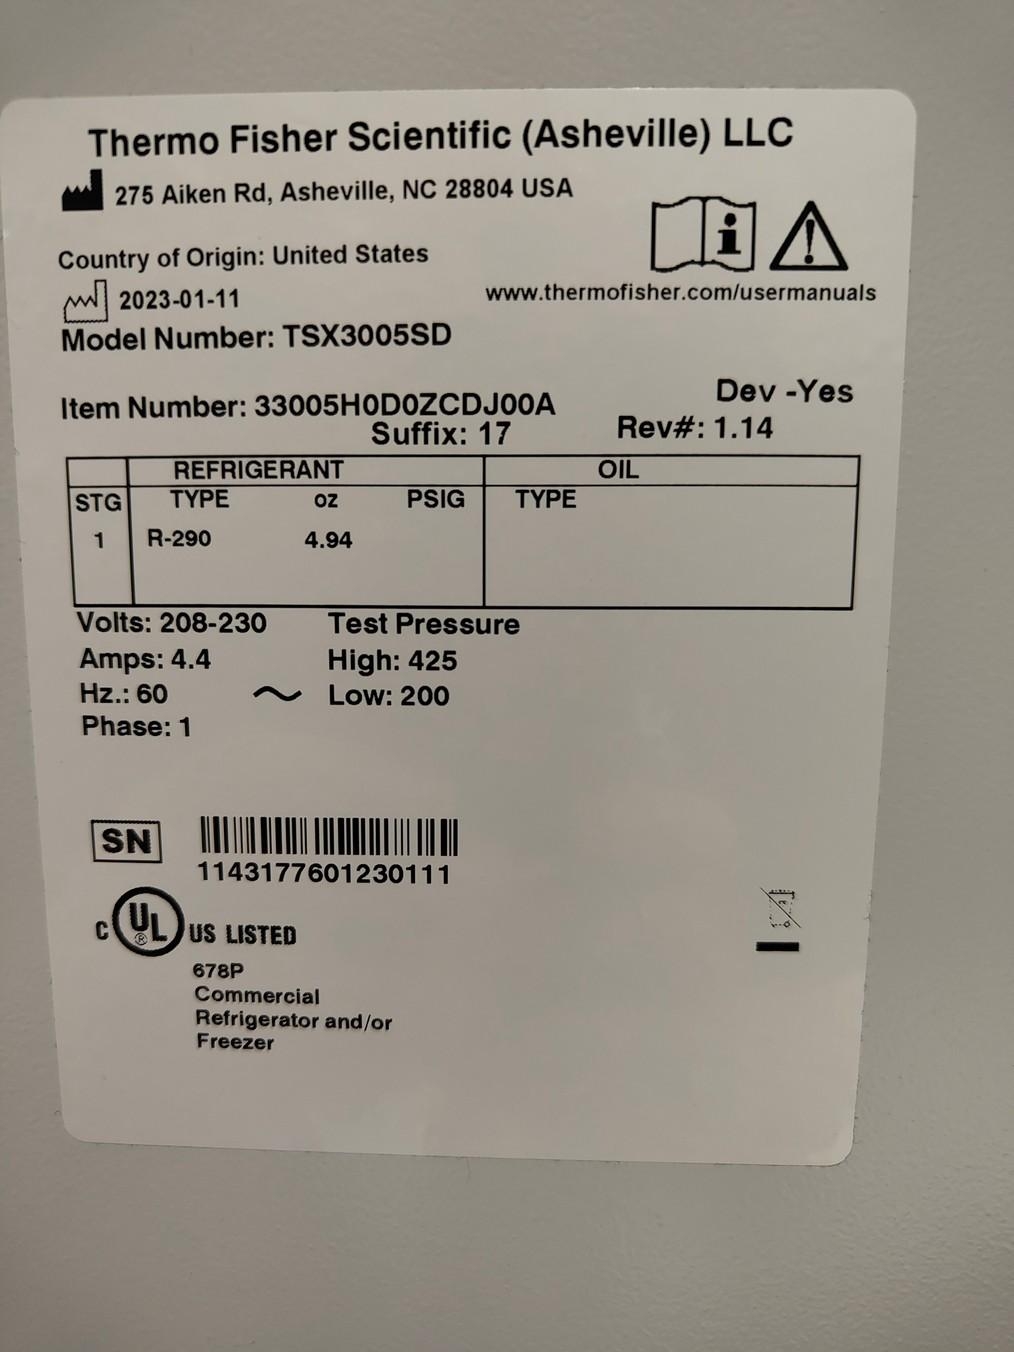 Thermo Fisher Scientific (Asheville) LLC
275 Aiken Rd, Asheville, NC 28804 USA
Country of Origin: United States
2023-01-11
www.thermofisher.com/usermanuals
Model Number: TSX3005SD
Dev -Yes
Item Number: 33005H0D0ZCDJ00A
Suffix: 17 Rev#: 1.14
REFRIGERANT OIL
STG TYPE oz PSIG TYPE
1 R-290 4.94
Volts: 208-230 Test Pressure
Amps: 4.4 High: 425
Hz.: 60 ~ Low: 200
Phase: 1
SN
1143177601230111
C UL ® US LISTED
678P
Commercial
Refrigerator and/or
Freezer